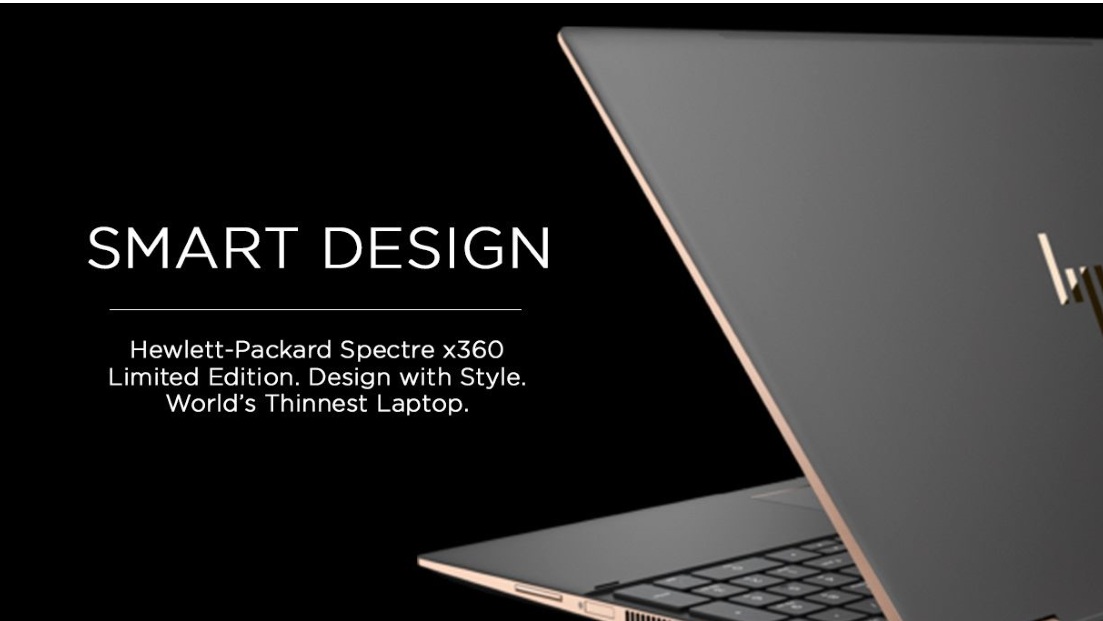 SMART DESIGN
Hewlett-Packard Spectre x360
Limited Edition. Design with Style.
World’s Thinnest Laptop.